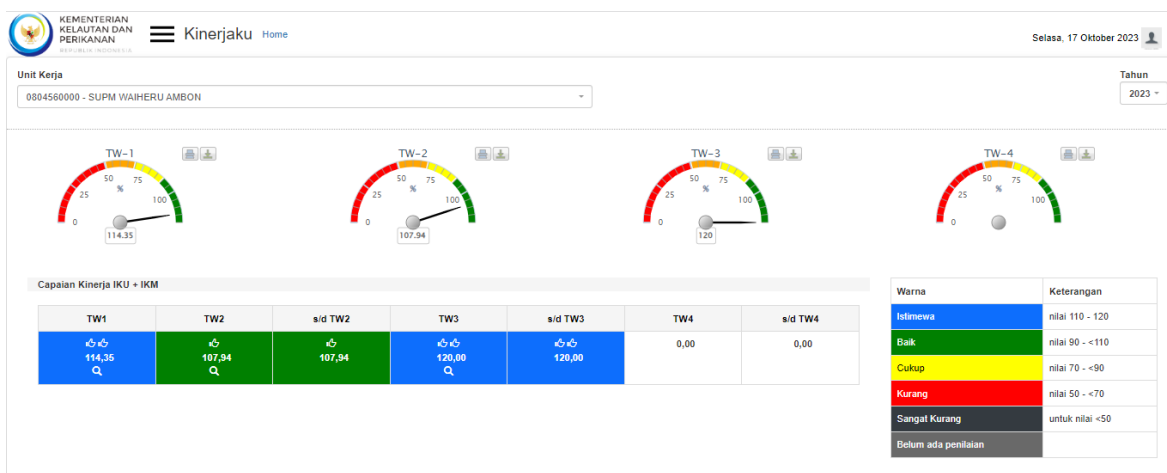 KEMENTERIAN
KELAUTAN DAN
PERIKANAN
REPUBLIK INDONESIA
Kinerjaku Home
Selasa, 17 Oktober 2023
Unit Kerja
Tahun
0804560000 - SUPM WAIHERU AMBON
2023
TW-1
0 25 50 75 100
%
114.35
TW-2
0 25 50 75 100
%
107.94
TW-3
0 25 50 75 100
%
120
TW-4
0 25 50 75 100
%
Capaian Kinerja IKU + IKM
TW1 TW2 s/d TW2 TW3 s/d TW3 TW4 s/d TW4
114,35 107,94 107,94 120,00 120,00 0,00 0,00
Warna Keterangan
Istimewa nilai 110 - 120
Baik nilai 90 - <110
Cukup nilai 70 - <90
Kurang nilai 50 - <70
Sangat Kurang untuk nilai <50
Belum ada penilaian